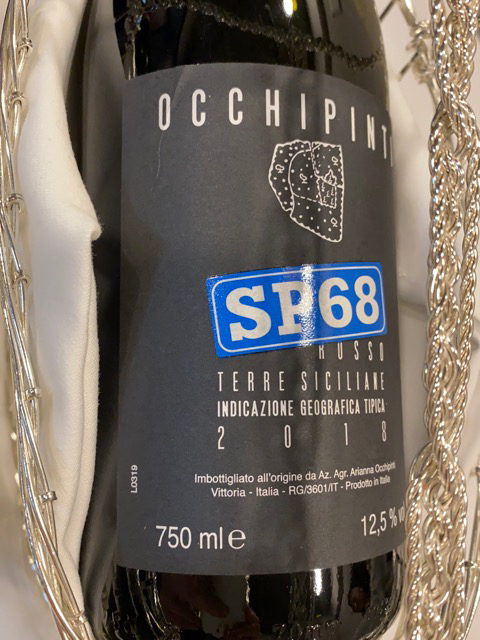 OCCHIPINTI
SP68
ROSSO
TERRE SICILIANE
INDICAZIONE GEOGRAFICA TIPICA
2018
Imbottigliato all'origine da Az. Agr. Arianna Occhipinti
Vittoria - Italia - RG/3601/IT - Prodotto in Italia
L0319
750 ml e
12,5 % vo